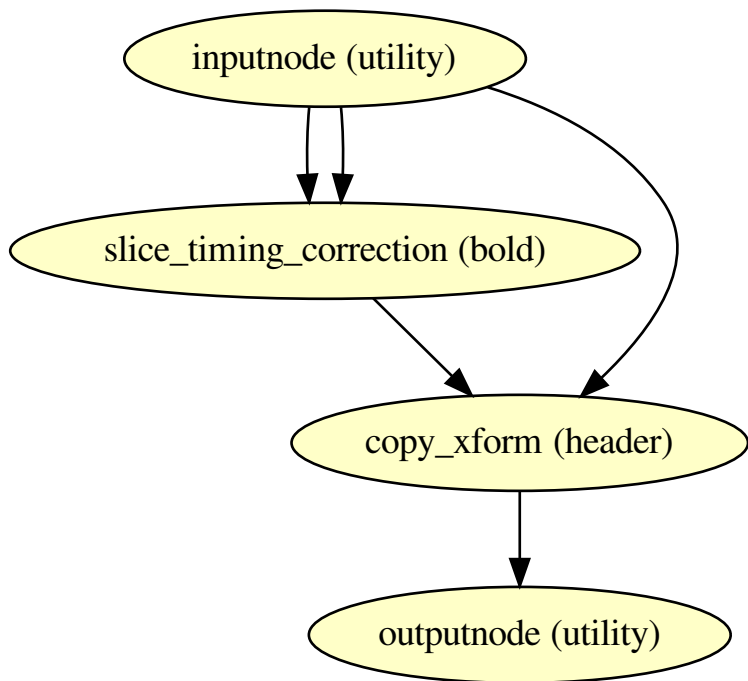 inputnode (utility)
slice_timing_correction (bold)
copy_xform (header)
outputnode (utility)